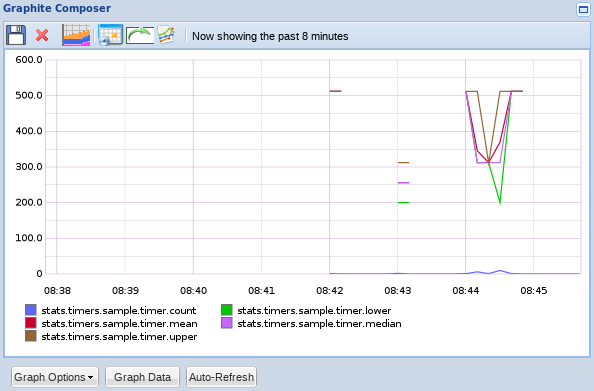 Graphite Composer
Now showing the past 8 minutes
600.0
500.0
400.0
300.0
200.0
100.0
0
08:38 08:39 08:40 08:41 08:42 08:43 08:44 08:45
stats.timers.sample.timer.count stats.timers.sample.timer.lower
stats.timers.sample.timer.mean stats.timers.sample.timer.median
stats.timers.sample.timer.upper
Graph Options Graph Data Auto-Refresh